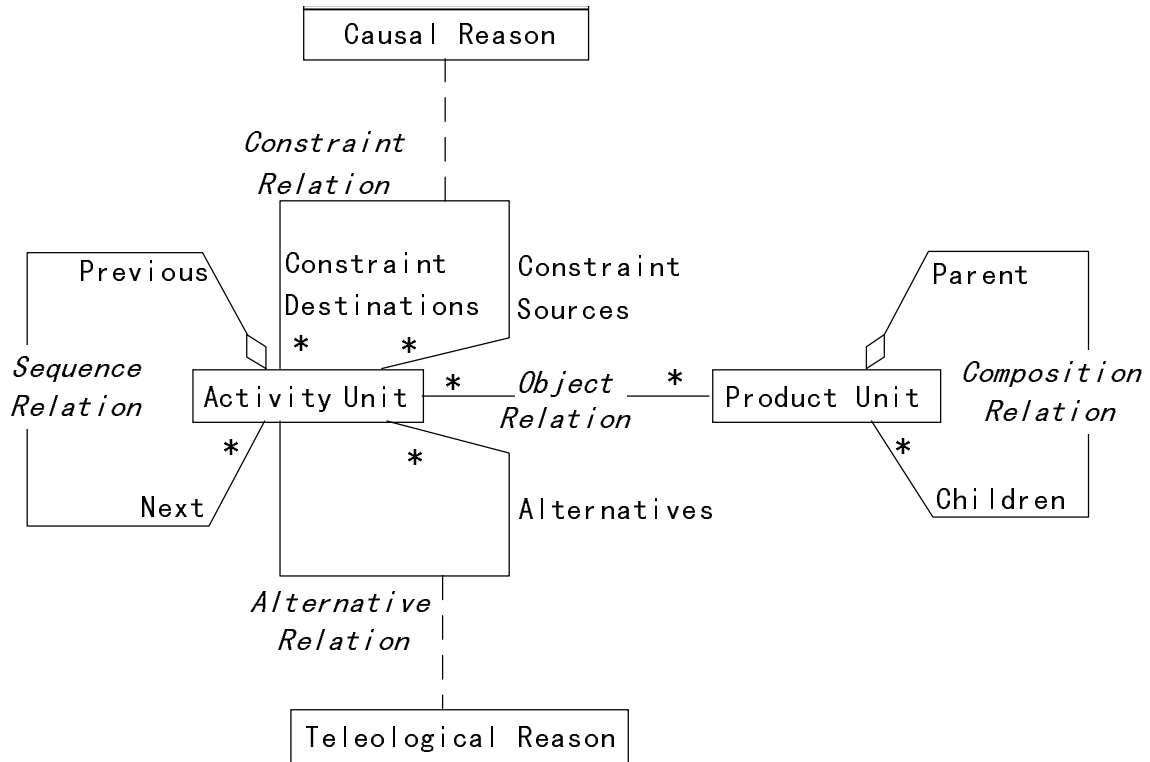 Causal Reason
Constraint
Relation
Previous
Constraint
Destinations
Constraint
Sources
Parent
* *
Sequence
Relation
Activity Unit
*
Object
Relation
*
Product Unit
Composition
Relation
*
*
*
Next
Alternatives
Children
Alternative
Relation
Teleological Reason